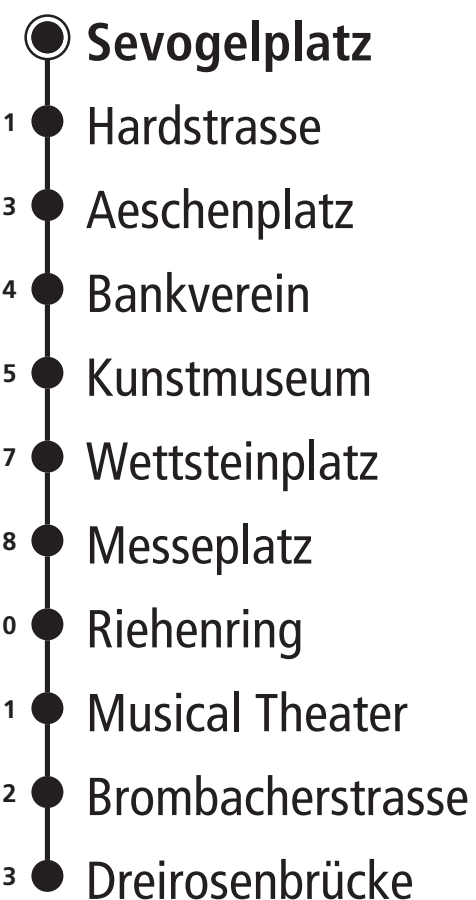 Sevogelplatz
1 Hardstrasse
3 Aeschenplatz
4 Bankverein
5 Kunstmuseum
7 Wettsteinplatz
8 Messeplatz
0 Riehenring
1 Musical Theater
2 Brombacherstrasse
3 Dreirosenbrücke